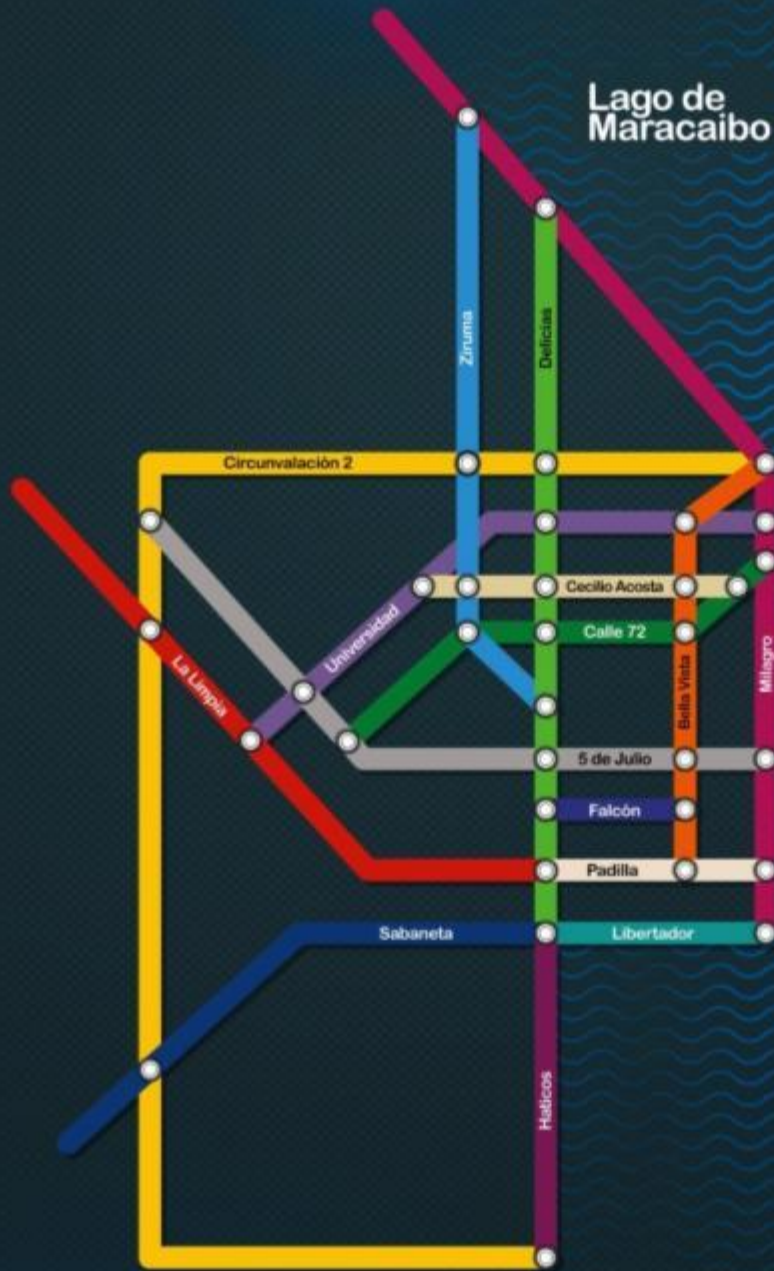 Lago de
Maracaibo
Ziruma
Delicias
Circunvalación 2
Cecilio Acosta
Universidad
Calle 72
La Limpia
Bella Vista
Milagro
5 de Julio
Falcón
Padilla
Sabaneta
Libertador
Haticos